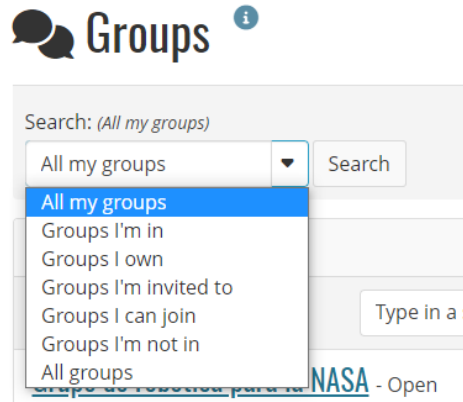 Groups
Search: (All my groups)
All my groups
Search
All my groups
Groups I'm in
Groups I own
Groups I'm invited to
Groups I can join
Groups I'm not in
All groups
Type in a
NASA - Open